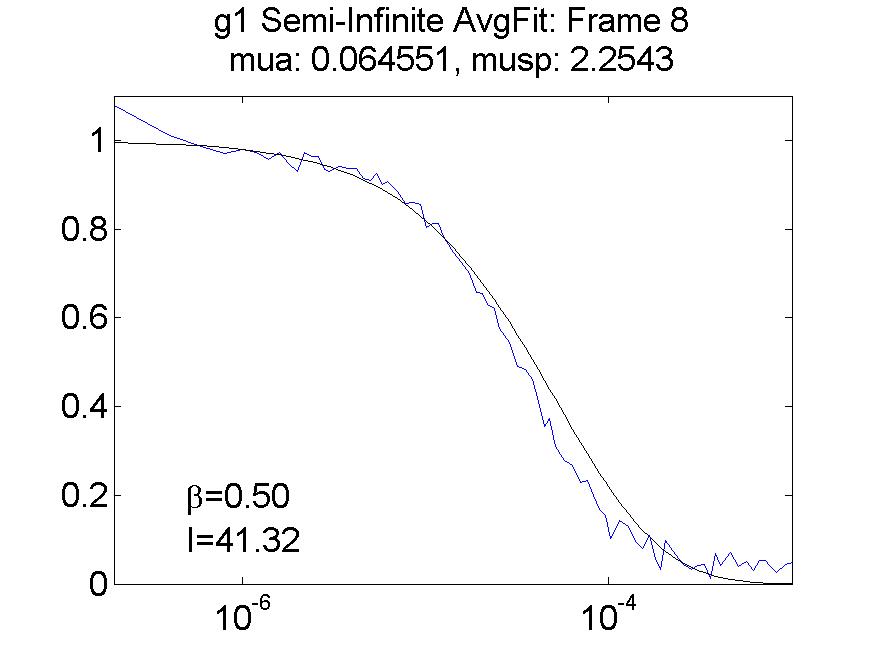 g1 Semi-Infinite AvgFit: Frame 8
mua: 0.064551, musp: 2.2543
1
0.8
0.6
0.4
0.2
0
β=0.50
I=41.32
10^-6
10^-4